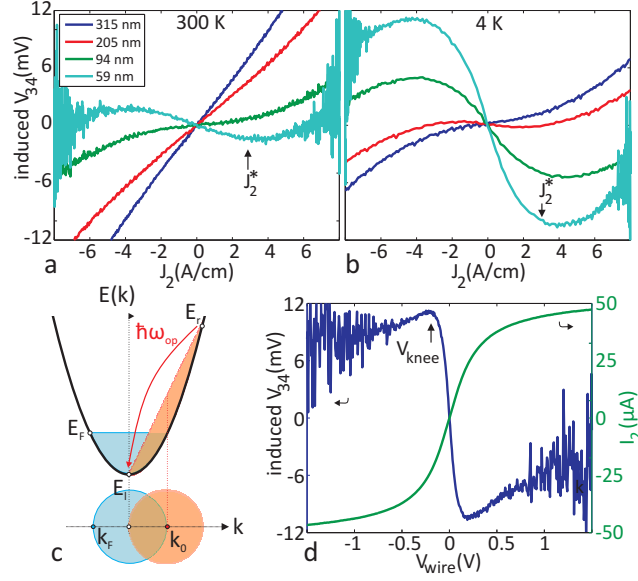 315 nm
205 nm
94 nm
59 nm
300 K
12
6
0
-6
-12
induced V34(mV)
J2*
-6 -4 -2 0 2 4 6
a
J2(A/cm)
4 K
J2*
-6 -4 -2 0 2 4 6
b
J2(A/cm)
E(k)
Er
ħωop
EF
Ei
kF
k0
k
c
12
6
0
-6
-12
induced V34(mV)
Vknee
k
50
25
0
-25
-50
I2 (µA)
-1 -0.5 0 0.5 1
d
Vwire(V)